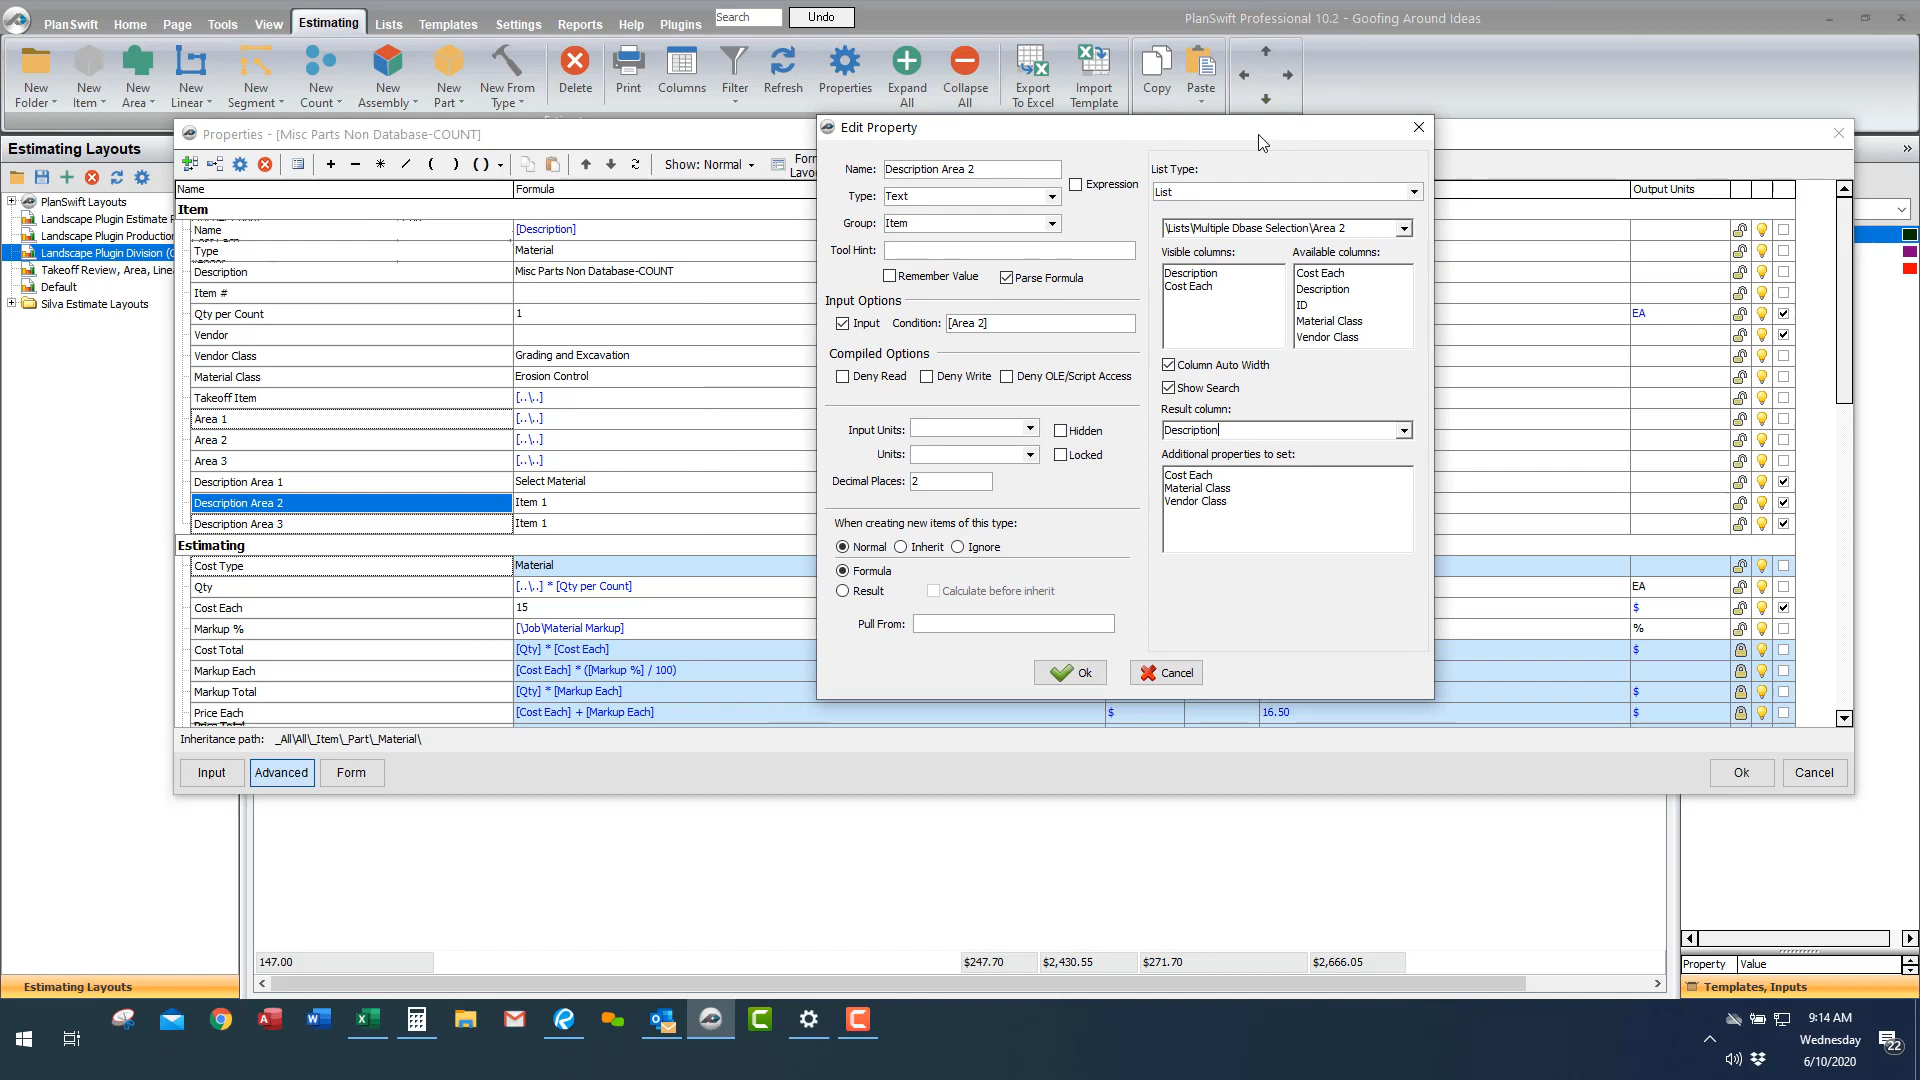 PlanSwift Home Page Tools View Estimating Lists Templates Settings Reports Help Plugins Search Undo PlanSwift Professional 10.2 - Goofing Around Ideas
New Folder
New Item
New Area
New Linear
New Segment
New Count
New Assembly
New Part
New From Type
Delete
Print
Columns
Filter
Refresh
Properties
Expand All
Collapse All
Export To Excel
Import Template
Copy
Paste
Estimating Layouts
PlanSwift Layouts
Landscape Plugin Estimate
Landscape Plugin Production
Landscape Plugin Division (
Takeoff Review, Area, Line
Default
Silva Estimate Layouts
Properties - [Misc Parts Non Database-COUNT]
Show: Normal
Name Formula Output Units
Item
Name [Description]
Type Material
Description Misc Parts Non Database-COUNT
Item #
Qty per Count 1 EA
Vendor
Vendor Class Grading and Excavation
Material Class Erosion Control
Takeoff Item [..\..]
Area 1 [..\..]
Area 2 [..\..]
Area 3 [..\..]
Description Area 1 Select Material
Description Area 2 Item 1
Description Area 3 Item 1
Estimating
Cost Type Material
Qty [..\..] * [Qty per Count] EA
Cost Each 15 $
Markup % [\Job\Material Markup] %
Cost Total [Qty] * [Cost Each] $
Markup Each [Cost Each] * ([Markup %] / 100)
Markup Total [Qty] * [Markup Each] $
Price Each [Cost Each] + [Markup Each] $ 16.50 $
Inheritance path: _All\All\_Item\_Part\_Material\
Input Advanced Form Ok Cancel
Edit Property
Name: Description Area 2
Expression
Type: Text
Group: Item
Tool Hint:
Remember Value Parse Formula
Input Options
Input Condition: [Area 2]
Compiled Options
Deny Read Deny Write Deny OLE/Script Access
Input Units: Hidden
Units: Locked
Decimal Places: 2
When creating new items of this type:
Normal Inherit Ignore
Formula
Result Calculate before inherit
Pull From:
Ok Cancel
List Type:
List
\Lists\Multiple Dbase Selection\Area 2
Visible columns: Available columns:
Description
Cost Each
Cost Each
Description
ID
Material Class
Vendor Class
Column Auto Width
Show Search
Result column:
Description
Additional properties to set:
Cost Each
Material Class
Vendor Class
147.00 $247.70 $2,430.55 $271.70 $2,666.05
Property Value
Estimating Layouts
Templates, Inputs
9:14 AM
Wednesday
6/10/2020
22